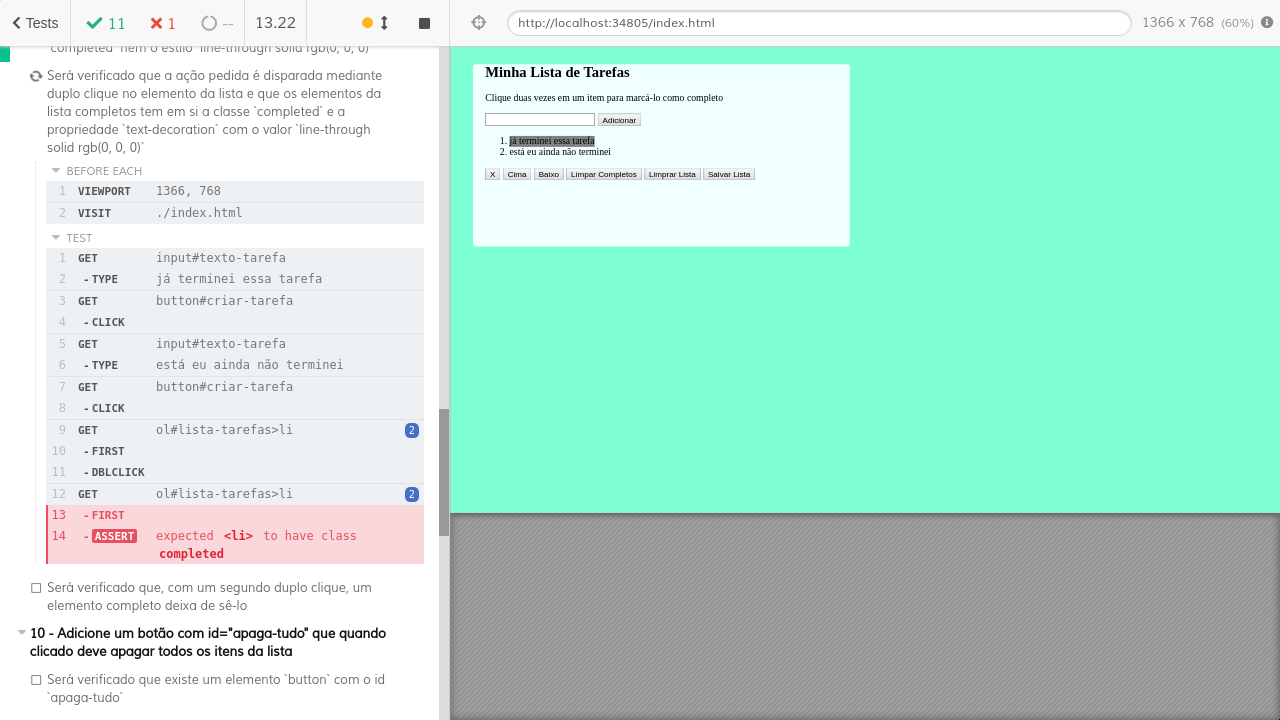 Tests
11
1
--
13.22
completed` nem o estilo `line-through solid rgb(0, 0, 0)`
Será verificado que a ação pedida é disparada mediante
duplo clique no elemento da lista e que os elementos da
lista completos tem em si a classe `completed` e a
propriedade `text-decoration` com o valor `line-through
solid rgb(0, 0, 0)`
BEFORE EACH
1 VIEWPORT 1366, 768
2 VISIT ./index.html
TEST
1 GET input#texto-tarefa
2 -TYPE já terminei essa tarefa
3 GET button#criar-tarefa
4 -CLICK
5 GET input#texto-tarefa
6 -TYPE está eu ainda não terminei
7 GET button#criar-tarefa
8 -CLICK
9 GET ol#lista-tarefas>li 2
10 -FIRST
11 -DBLCLICK
12 GET ol#lista-tarefas>li 2
13 -FIRST
14 -ASSERT expected <li> to have class
completed
Será verificado que, com um segundo duplo clique, um
elemento completo deixa de sê-lo
10 - Adicione um botão com id="apaga-tudo" que quando
clicado deve apagar todos os itens da lista
Será verificado que existe um elemento `button` com o id
`apaga-tudo`
http://localhost:34805/index.html
1366 x 768 (60%)
Minha Lista de Tarefas
Clique duas vezes em um item para marcá-lo como completo
Adicionar
1. já terminei essa tarefa
2. está eu ainda não terminei
X Cima Baixo Limpar Completos Limprar Lista Salvar Lista